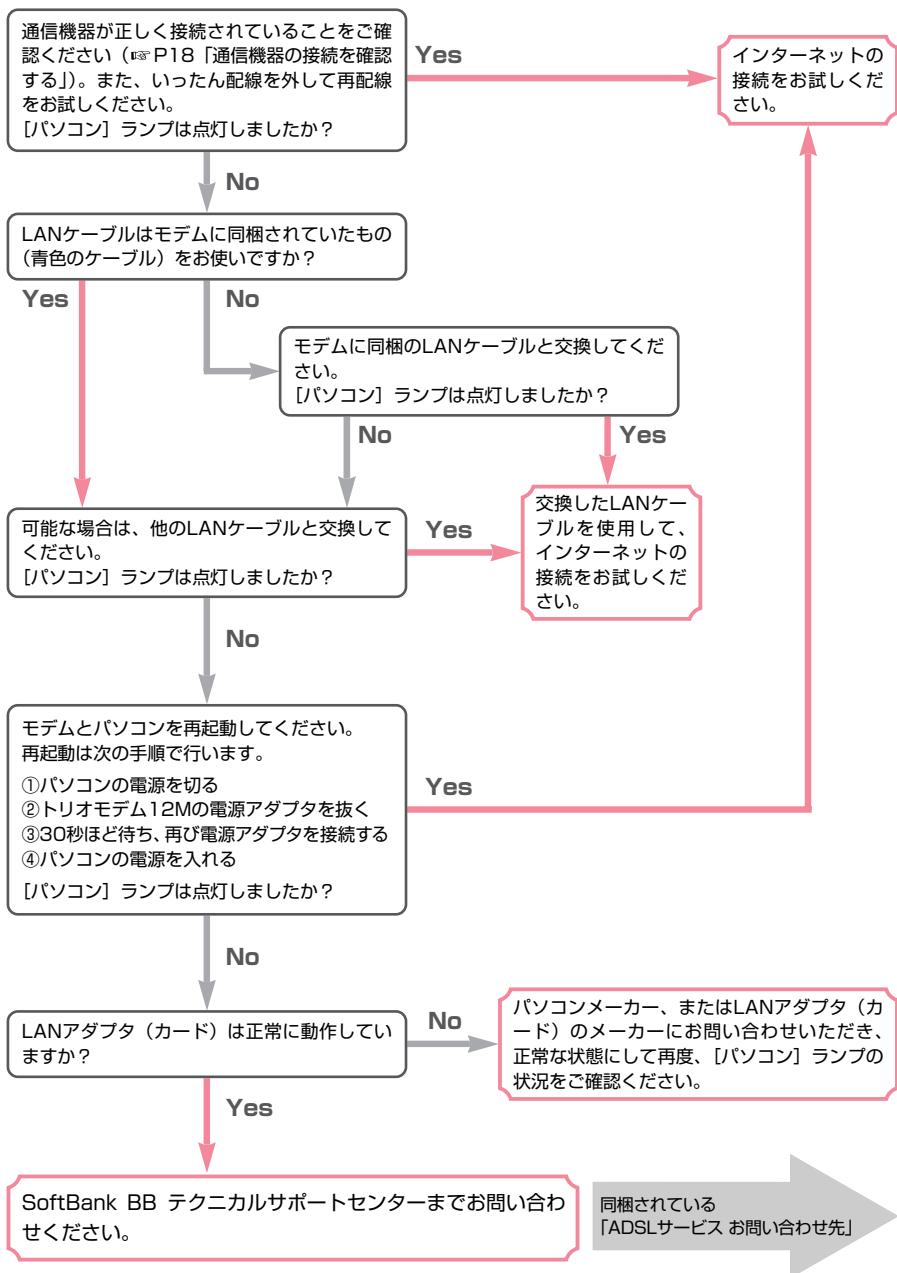 通信機器が正しく接続されていることをご確
認ください（☞P18「通信機器の接続を確認
する」）。また、いったん配線を外して再配線
をお試しください。
［パソコン］ランプは点灯しましたか？
Yes
インターネットの
接続をお試しくだ
さい。
No
LANケーブルはモデムに同梱されていたもの
（青色のケーブル）をお使いですか？
Yes
No
モデムに同梱のLANケーブルと交換してくだ
さい。
［パソコン］ランプは点灯しましたか？
No
Yes
可能な場合は、他のLANケーブルと交換して
ください。
［パソコン］ランプは点灯しましたか？
Yes
交換したLANケー
ブルを使用して、
インターネットの
接続をお試しくだ
さい。
No
モデムとパソコンを再起動してください。
再起動は次の手順で行います。
①パソコンの電源を切る
②トリオモデム12Mの電源アダプタを抜く
③30秒ほど待ち、再び電源アダプタを接続する
④パソコンの電源を入れる
［パソコン］ランプは点灯しましたか？
Yes
No
LANアダプタ（カード）は正常に動作してい
ますか？
No
パソコンメーカー、またはLANアダプタ（カ
ード）のメーカーにお問い合わせいただき、
正常な状態にして再度、［パソコン］ランプの
状況をご確認ください。
Yes
SoftBank BB テクニカルサポートセンターまでお問い合わ
せください。
同梱されている
「ADSLサービス お問い合わせ先」